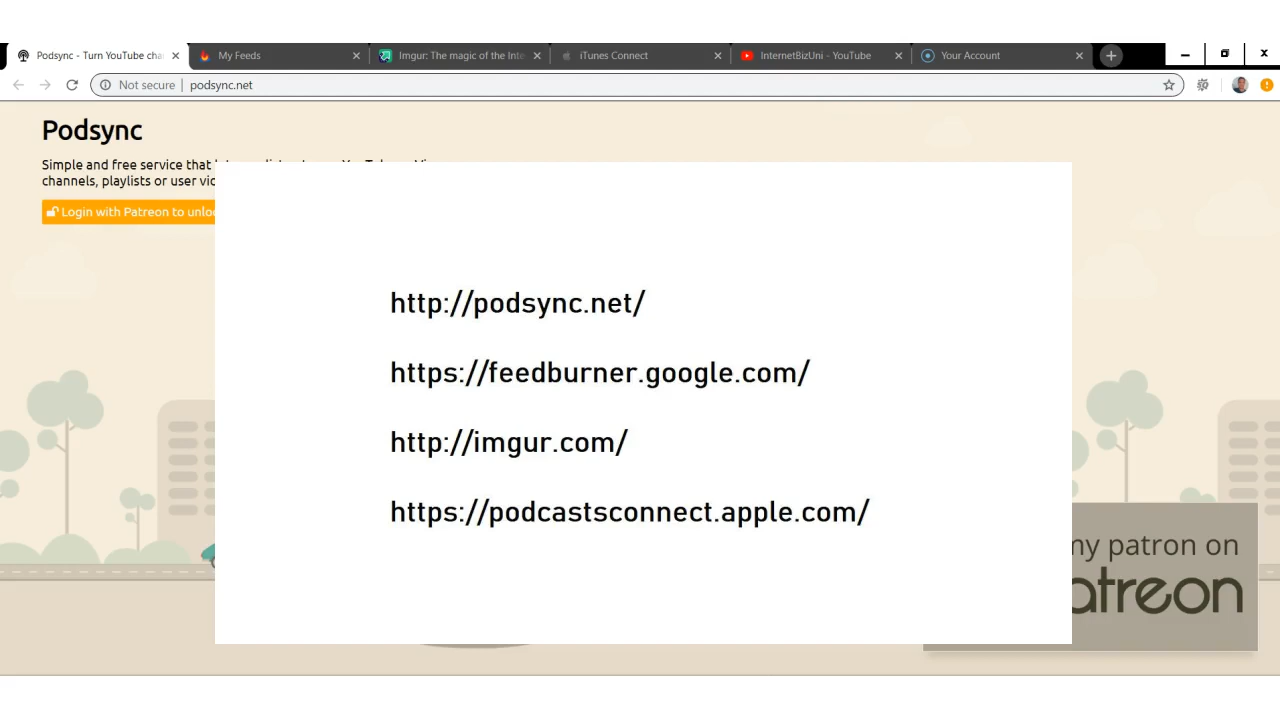 Podsync - Turn YouTube cha
My Feeds
Imgur: The magic of the Inte
iTunes Connect
InternetBizUni - YouTube
Your Account
Not secure | podsync.net
Podsync
Simple and free service that
channels, playlists or user vi
Login with Patreon to unlo
http://podsync.net/
https://feedburner.google.com/
http://imgur.com/
https://podcastsconnect.apple.com/
my patron on
atreon